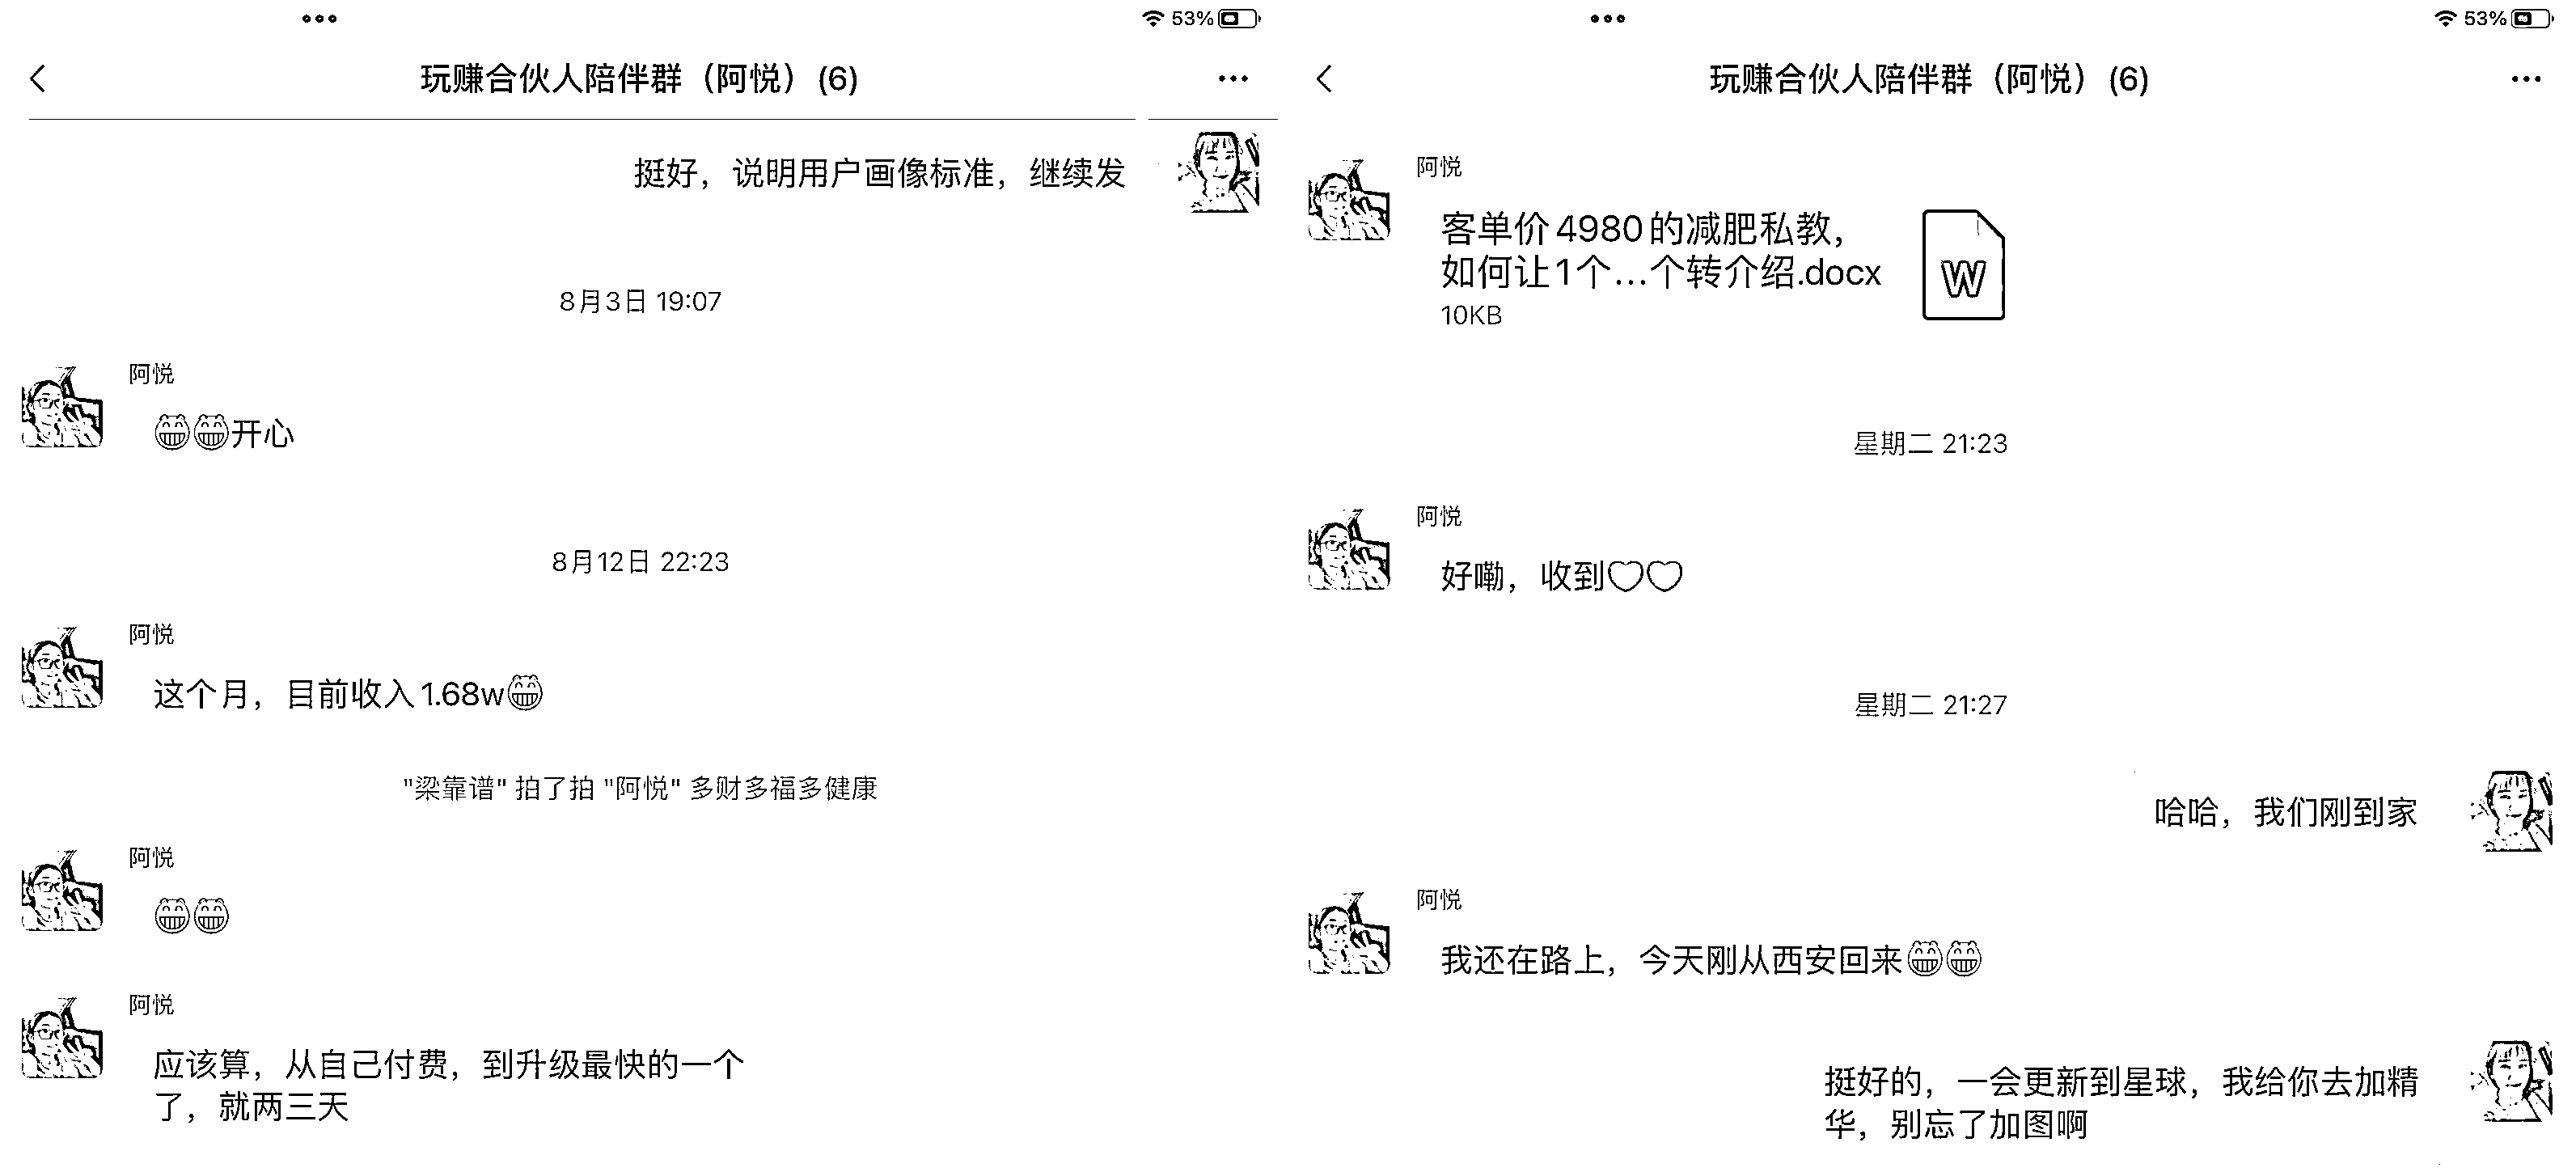 53%
玩赚合伙人陪伴群（阿悦）(6)
挺好，说明用户画像标准，继续发
8月3日 19:07
阿悦
😁😁开心
8月12日 22:23
阿悦
这个月，目前收入1.68w😁
"梁靠谱" 拍了拍 "阿悦" 多财多福多健康
阿悦
😁😁
阿悦
应该算，从自己付费，到升级最快的一个
了，就两三天
53%
玩赚合伙人陪伴群（阿悦）(6)
阿悦
客单价4980的减肥私教，
如何让1个...个转介绍.docx
10KB
W
星期二 21:23
阿悦
好嘞，收到♡♡
星期二 21:27
哈哈，我们刚到家
阿悦
我还在路上，今天刚从西安回来😁😁
挺好的，一会更新到星球，我给你去加精
华，别忘了加图啊